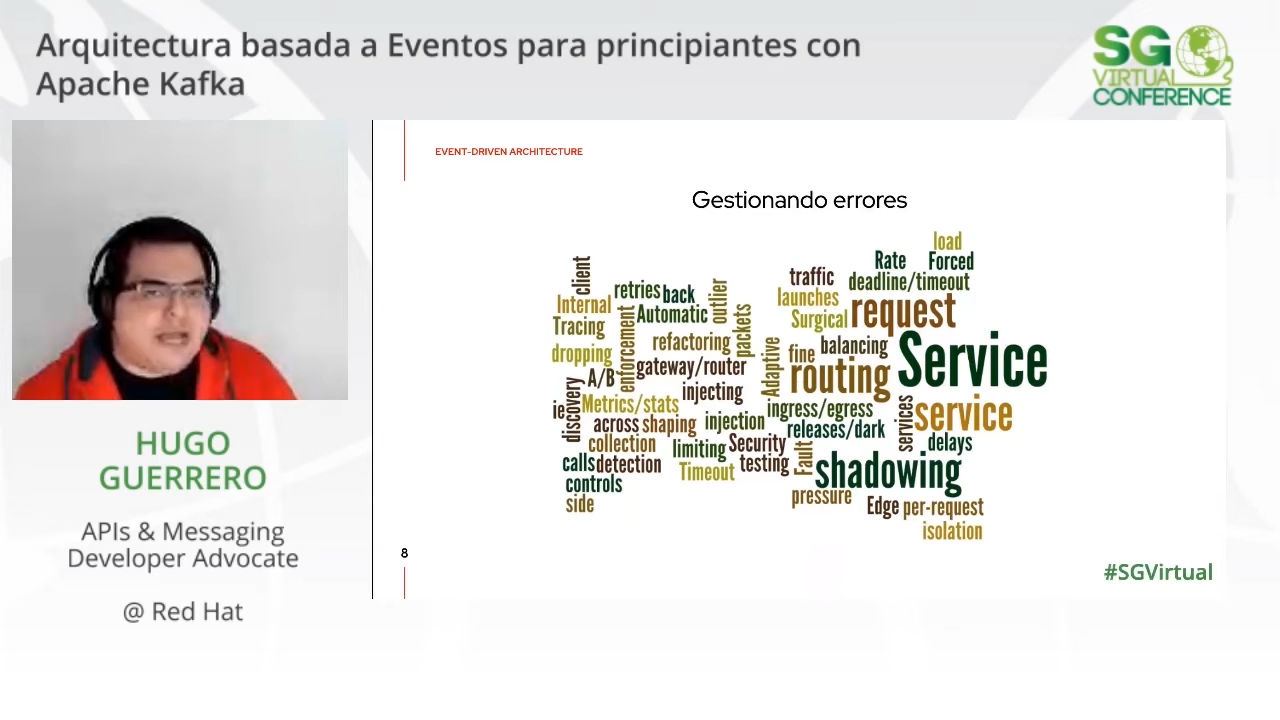 Arquitectura basada a Eventos para principiantes con
Apache Kafka
SG
VIRTUAL
CONFERENCE
EVENT-DRIVEN ARCHITECTURE
Gestionando errores
load
Rate Forced
client
traffic
deadline/timeout
retries back
outlier
launches
Internal
Automatic
packets
Surgical
request
Tracing
enforcement
refactoring
balancing
Service
dropping
gateway/router
Adaptive
fine
A/B
routing
injecting
discovery
ie
Metrics/stats
ingress/egress
services
service
across shaping
injection
releases/dark
collection
limiting
Security
delays
calls detection
Timeout
testing
Fault
shadowing
controls
pressure
side
Edge per-request
isolation
8
#SGVirtual
HUGO
GUERRERO
APIs & Messaging
Developer Advocate
@ Red Hat